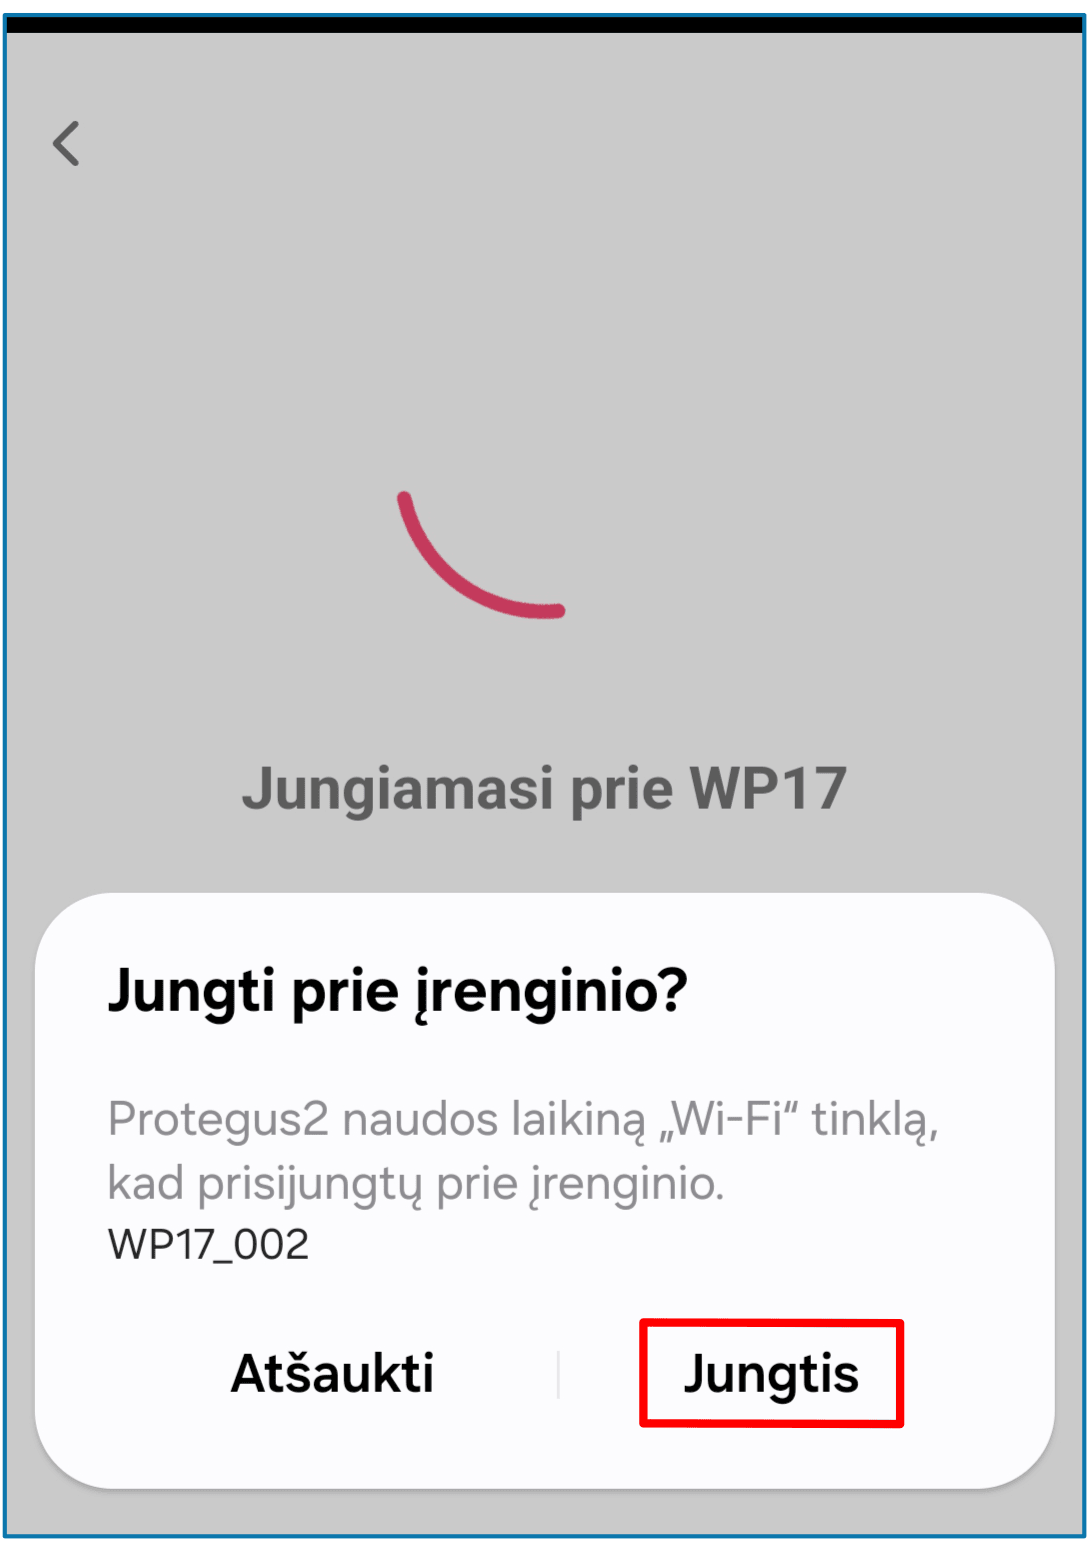 Jungiamasi prie WP17
Jungti prie įrenginio?
Protegus2 naudos laikiną „Wi-Fi“ tinklą,
kad prisijungtų prie įrenginio.
WP17_002
Atšaukti
Jungtis